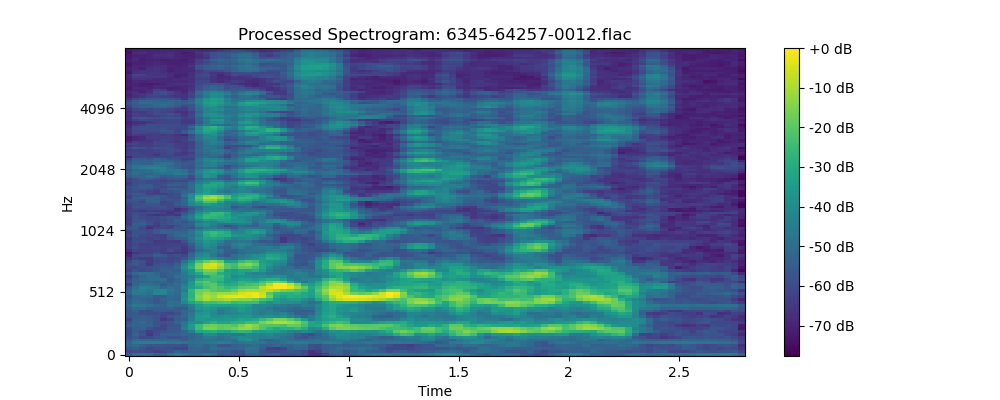 Processed Spectrogram: 6345-64257-0012.flac
+0 dB
-10 dB
-20 dB
-30 dB
-40 dB
-50 dB
-60 dB
-70 dB
4096
2048
1024
512
0
Hz
0 0.5 1 1.5 2 2.5
Time